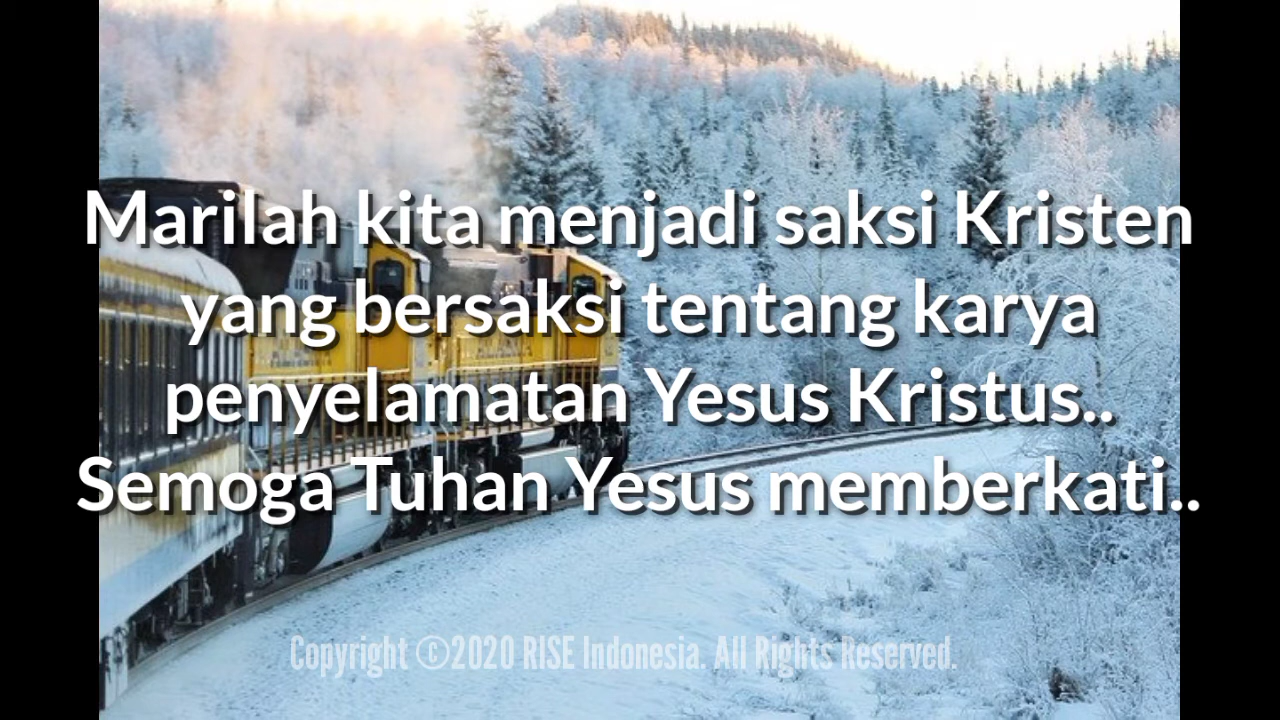 Marilah kita menjadi saksi Kristen
yang bersaksi tentang karya
penyelamatan Yesus Kristus..
Semoga Tuhan Yesus memberkati..
Copyright ©2020 RISE Indonesia. All Rights Reserved.